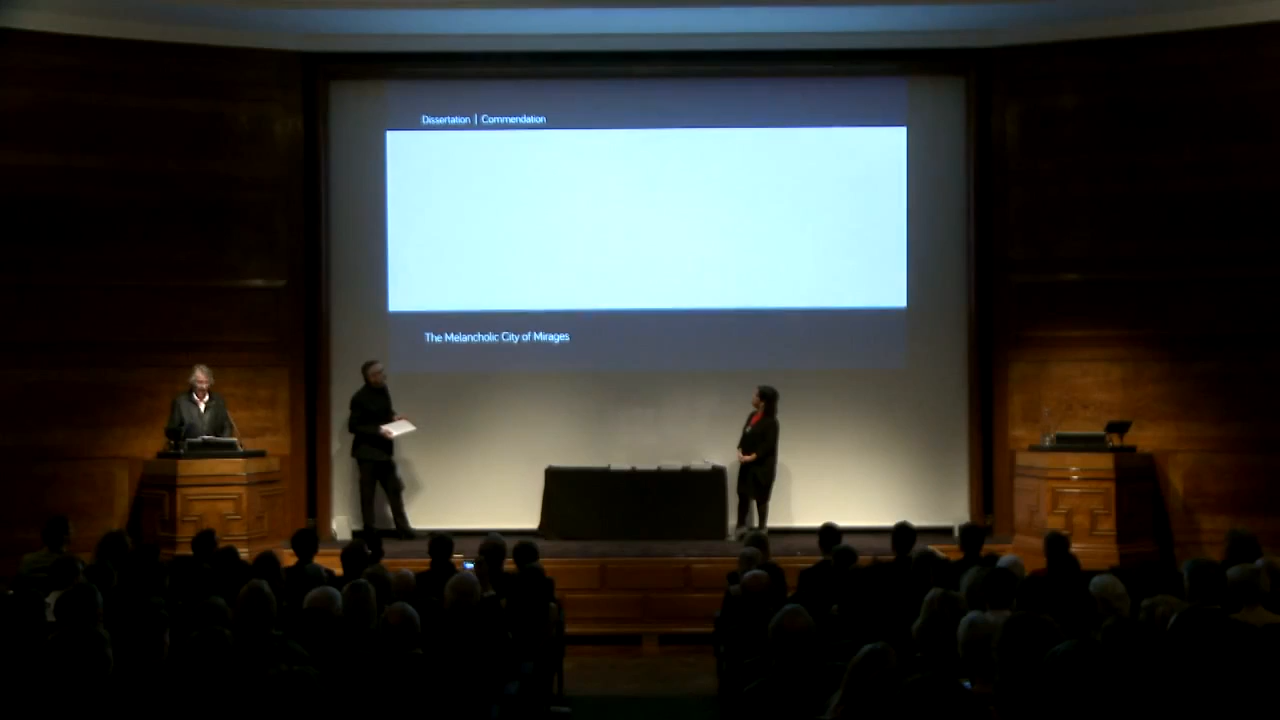 Dissertation | Commendation
The Melancholic City of Mirages